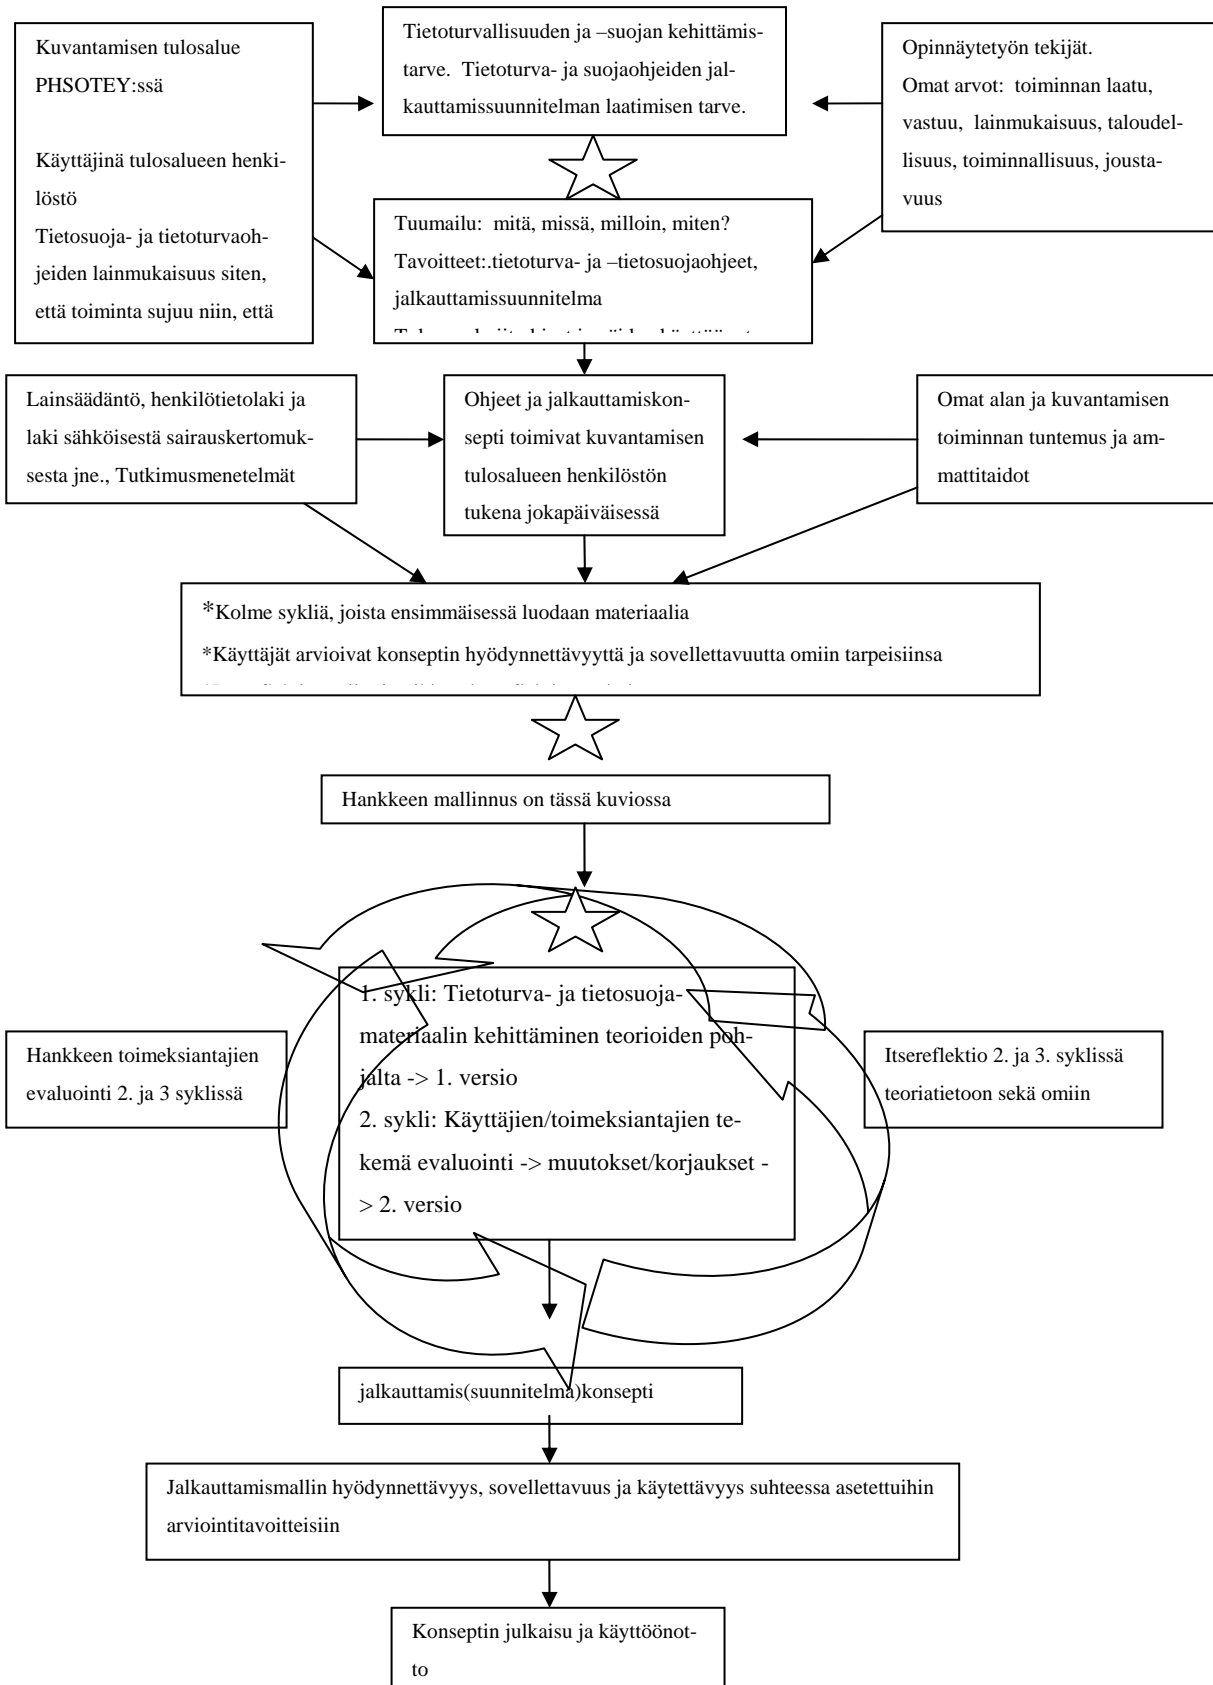 Kuvantamisen tulosalue
PHSOTEY:ssä
Käyttäjinä tulosalueen henki-
löstö
Tietosuoja- ja tietoturvaoh-
jeiden lainmukaisuus siten,
että toiminta sujuu niin, että
Tietoturvallisuuden ja –suojan kehittämis-
tarve.  Tietoturva- ja suojaohjeiden jal-
kauttamissuunnitelman laatimisen tarve.
Opinnäytetyön tekijät.
Omat arvot:  toiminnan laatu,
vastuu,  lainmukaisuus, taloudel-
lisuus, toiminnallisuus, jousta-
vuus
Tuumailu:  mitä, missä, milloin, miten?
Tavoitteet:.tietoturva- ja –tietosuojaohjeet,
jalkauttamissuunnitelma
Lainsäädäntö, henkilötietolaki ja
laki sähköisestä sairauskertomuk-
sesta jne., Tutkimusmenetelmät
Ohjeet ja jalkauttamiskon-
septi toimivat kuvantamisen
tulosalueen henkilöstön
tukena jokapäiväisessä
Omat alan ja kuvantamisen
toiminnan tuntemus ja am-
mattitaidot
*Kolme sykliä, joista ensimmäisessä luodaan materiaalia
*Käyttäjät arvioivat konseptin hyödynnettävyyttä ja sovellettavuutta omiin tarpeisiinsa
Hankkeen mallinnus on tässä kuviossa
Hankkeen toimeksiantajien
evaluointi 2. ja 3 syklissä
1. sykli: Tietoturva- ja tietosuoja-
materiaalin kehittäminen teorioiden poh-
jalta -> 1. versio
2. sykli: Käyttäjien/toimeksiantajien te-
kemä evaluointi -> muutokset/korjaukset -
> 2. versio
Itsereflektio 2. ja 3. syklissä
teoriatietoon sekä omiin
jalkauttamis(suunnitelma)konsepti
Jalkauttamismallin hyödynnettävyys, sovellettavuus ja käytettävyys suhteessa asetettuihin
arviointitavoitteisiin
Konseptin julkaisu ja käyttöönot-
to